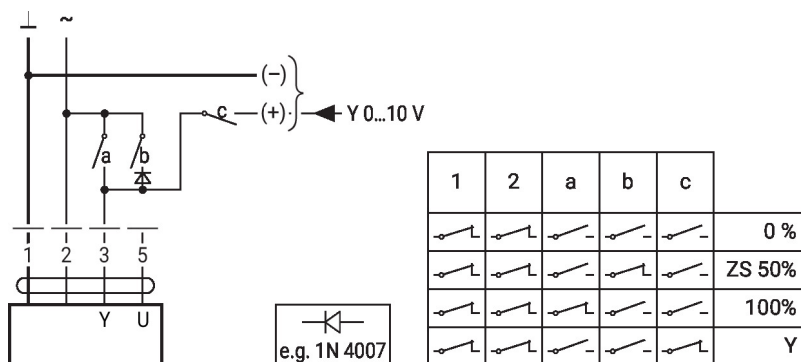 ⊥ ~
(−)
c (+) Y 0...10 V
a b
1 2 3 5
Y U
e.g. 1N 4007
1 2 a b c
0 %
ZS 50%
100%
Y